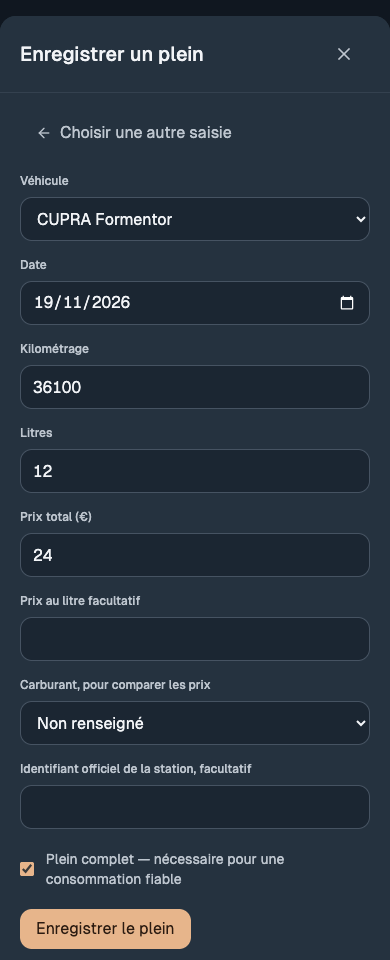 Enregistrer un plein
Choisir une autre saisie
Véhicule
CUPRA Formentor
Date
19/11/2026
Kilométrage
36100
Litres
12
Prix total (€)
24
Prix au litre facultatif
Carburant, pour comparer les prix
Non renseigné
Identifiant officiel de la station, facultatif
Plein complet — nécessaire pour une
consommation fiable
Enregistrer le plein